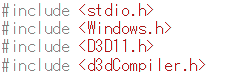 #include <stdio.h>
#include <Windows.h>
#include <D3D11.h>
#include <d3dCompiler.h>